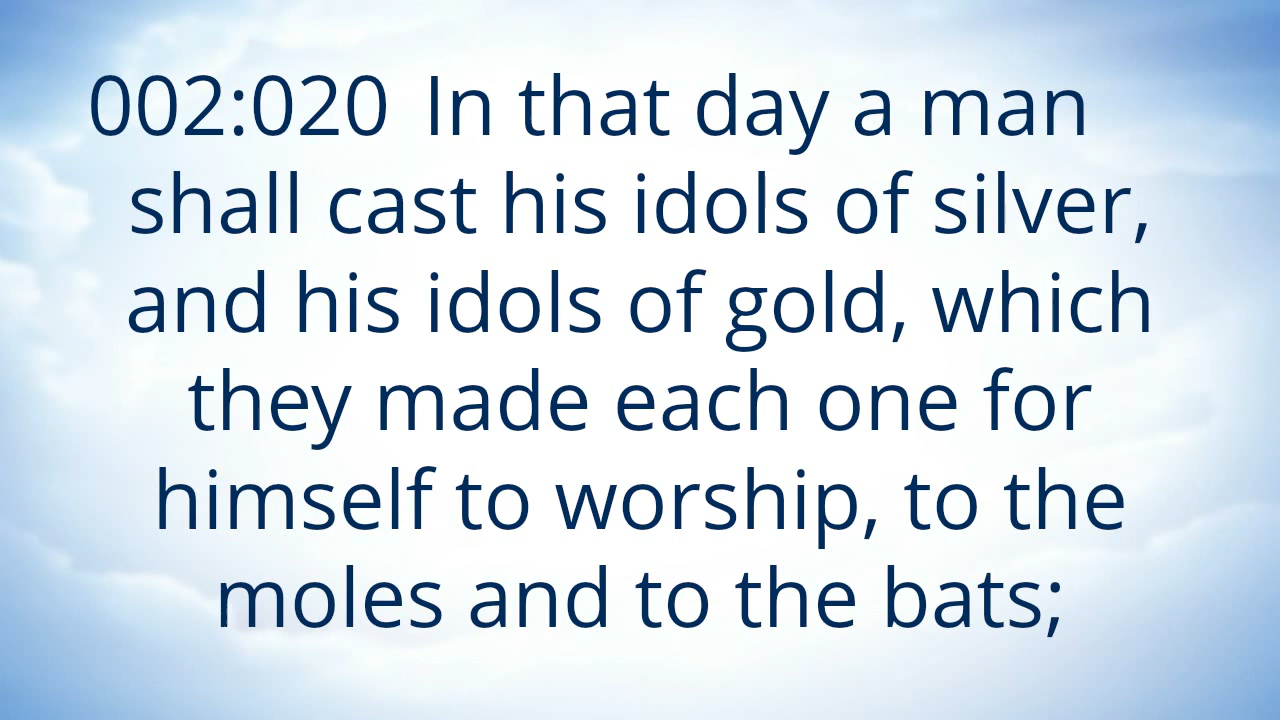 002:020 In that day a man
shall cast his idols of silver,
and his idols of gold, which
they made each one for
himself to worship, to the
moles and to the bats;